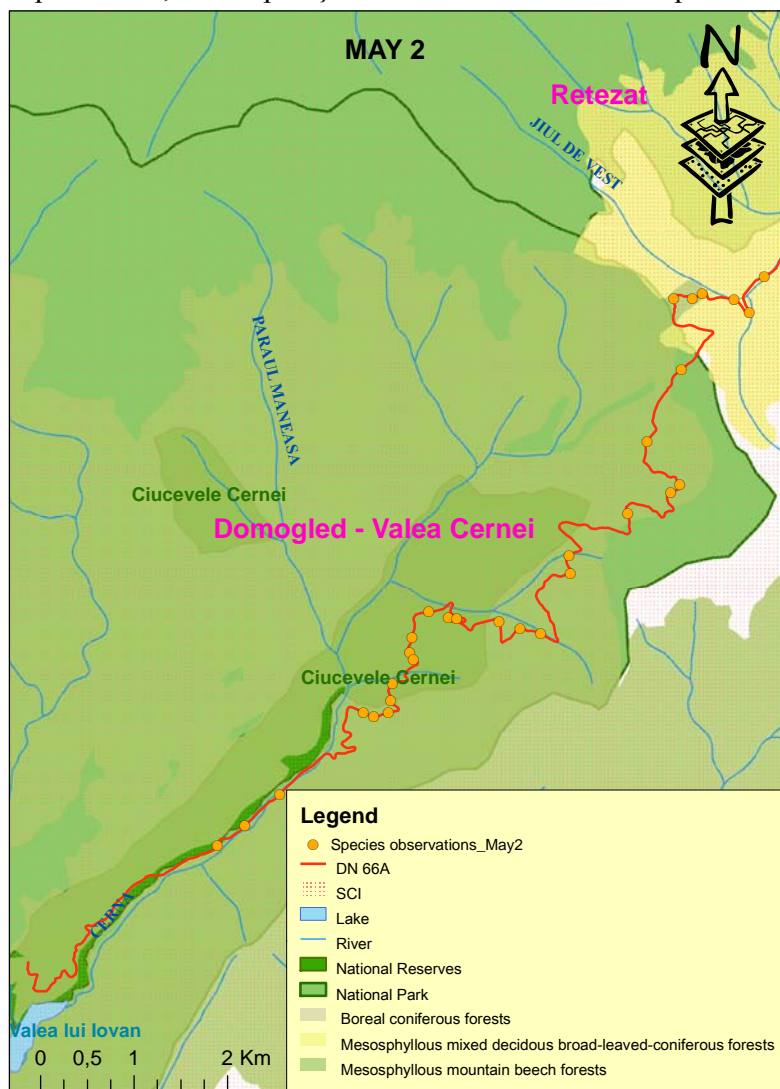 MAY 2
N
Retezat
JIUL DE VEST
PARAUL MANEASA
Ciucevele Cernei
Domogled - Valea Cernei
Ciucevele Cernei
CERNA
Valea lui Iovan
0 0,5 1 2 Km
Legend
Species observations_May2
DN 66A
SCI
Lake
River
National Reserves
National Park
Boreal coniferous forests
Mesosphyllous mixed decidous broad-leaved-coniferous forests
Mesosphyllous mountain beech forests